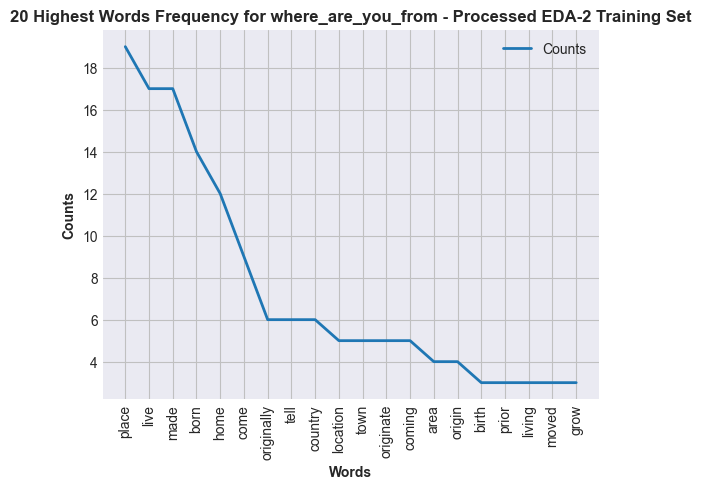 20 Highest Words Frequency for where_are_you_from - Processed EDA-2 Training Set
Counts
18
16
14
12
10
8
6
4
Counts
place
live
made
born
home
come
originally
tell
country
location
town
originate
coming
area
origin
birth
prior
living
moved
grow
Words